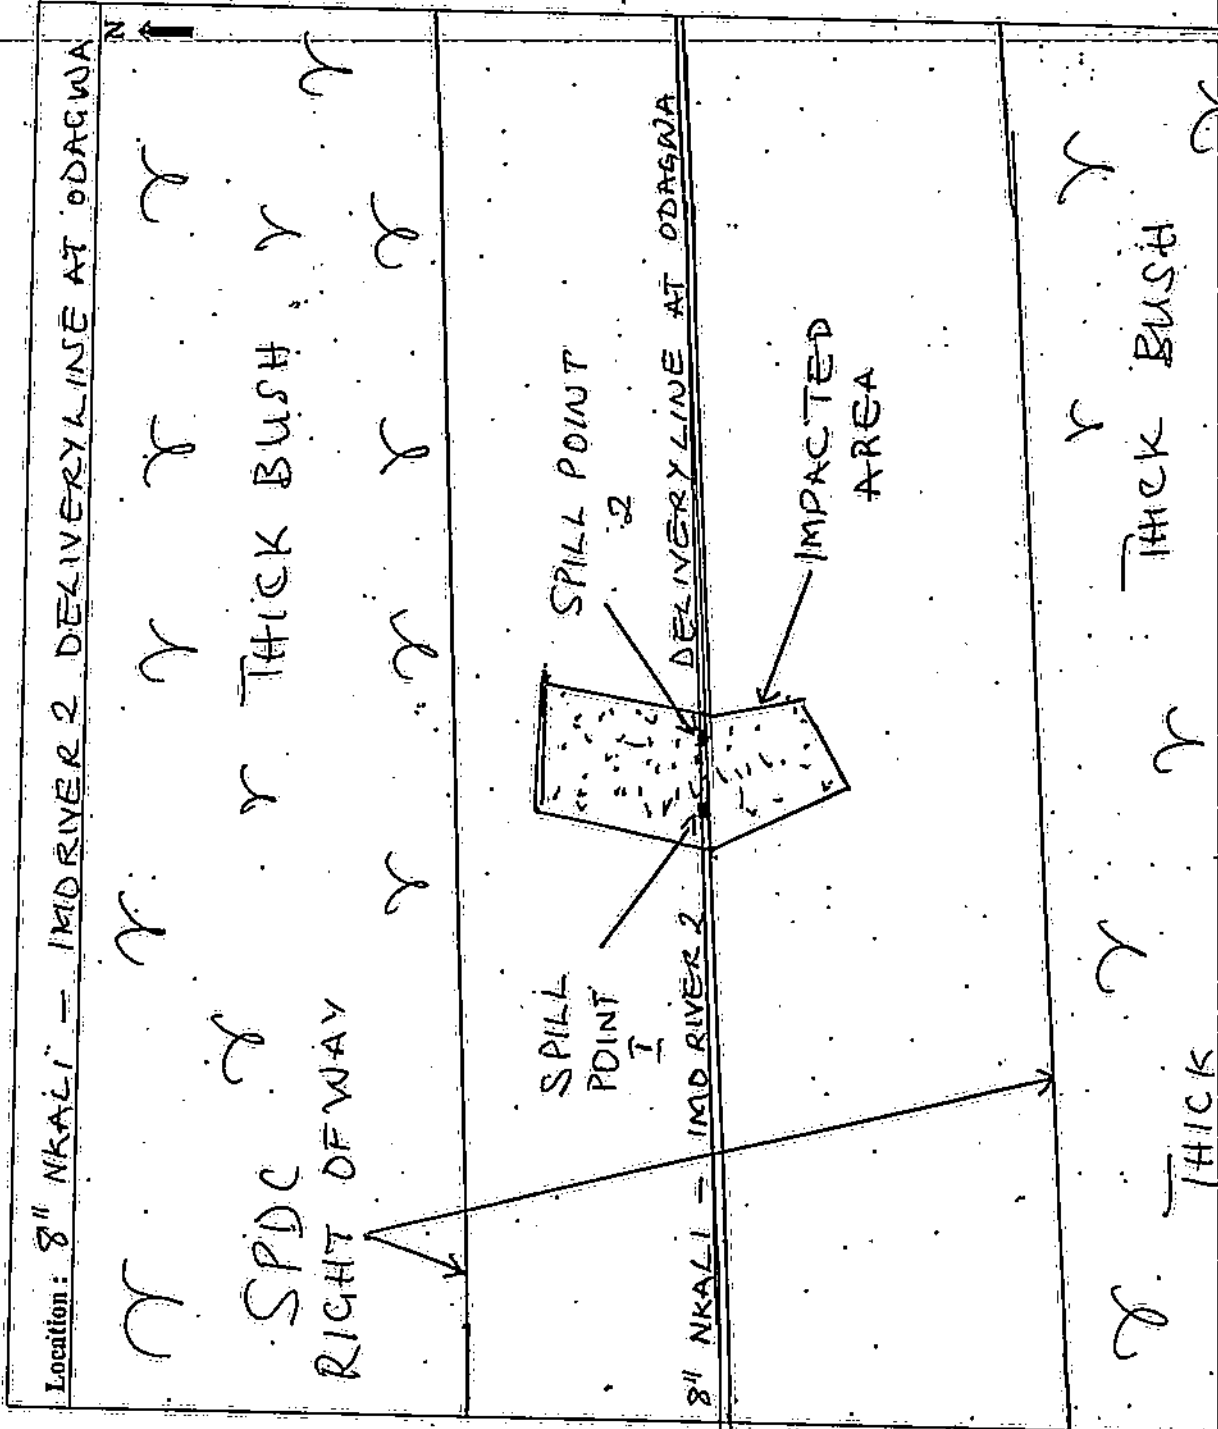 Location: 8" NKALI — IMO RIVER 2 DELIVERYLINE AT ODAGWA
N
THICK BUSH
SPDC
RIGHT OF WAY
SPILL POINT
2
SPILL
POINT
I
8" NKALI — IMO RIVER 2 DELIVERYLINE AT ODAGWA
IMPACTED
AREA
THICK BUSH
THICK